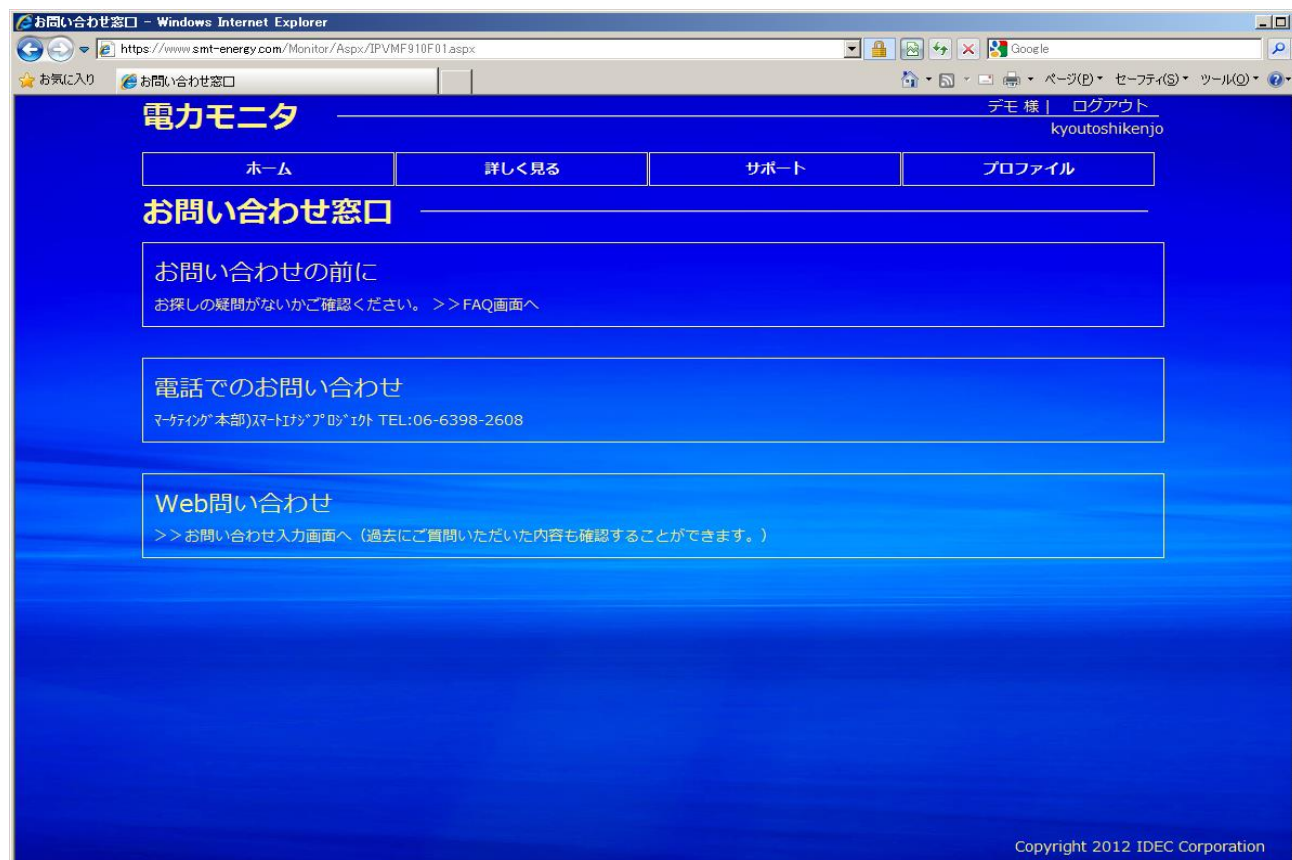 お問い合わせ窓口 - Windows Internet Explorer
https://www.smt-energy.com/Monitor/Aspx/IPVMF910F01.aspx
Google
お気に入り
お問い合わせ窓口
ページ(P) セーフティ(S) ツール(O)
電力モニタ
デモ 様 | ログアウト
kyoutoshikenjo
ホーム 詳しく見る サポート プロファイル
お問い合わせ窓口
お問い合わせの前に
お探しの疑問がないかご確認ください。 >>FAQ画面へ
電話でのお問い合わせ
ﾏｰｹﾃｨﾝｸﾞ本部)ｽﾏｰﾄｴﾅｼﾞﾌﾟﾛｼﾞｪｸﾄ TEL:06-6398-2608
Web問い合わせ
>>お問い合わせ入力画面へ（過去にご質問いただいた内容も確認することができます。）
Copyright 2012 IDEC Corporation